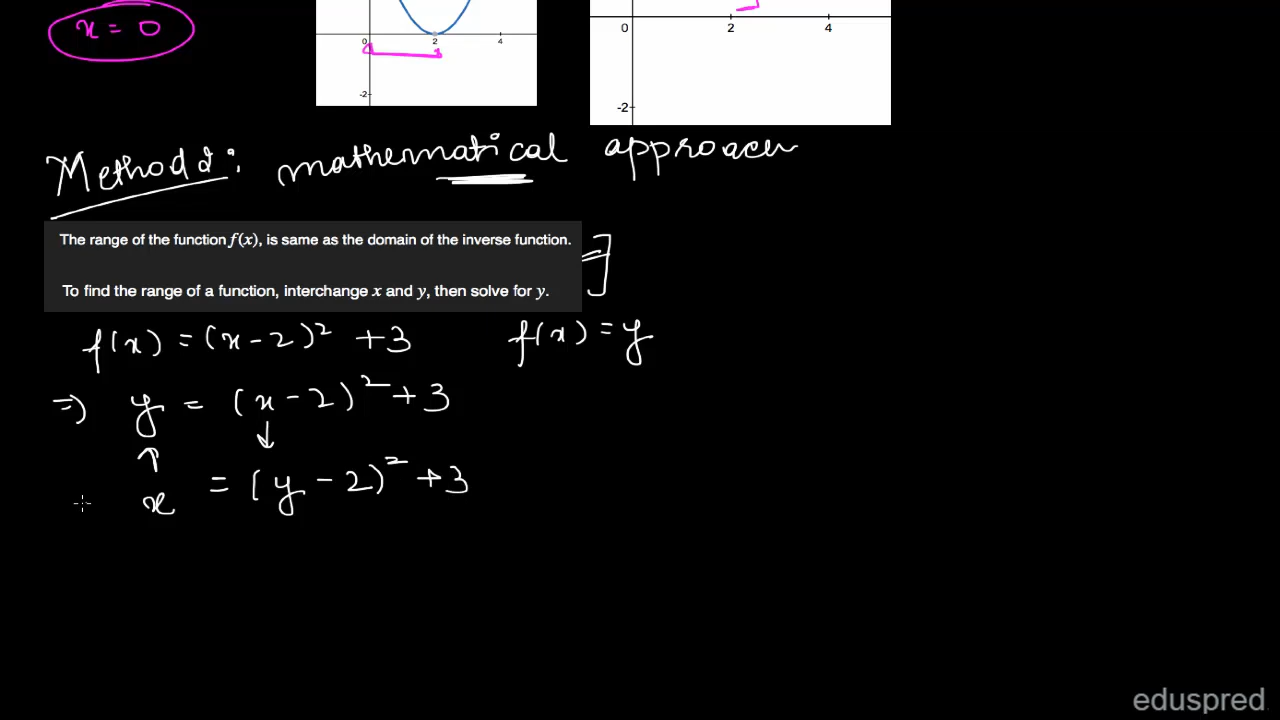 x = 0
0 2 4
-2
0 2 4
-2
Method 2: mathematical approach
The range of the function f(x), is same as the domain of the inverse function.
To find the range of a function, interchange x and y, then solve for y.
f(x) = (x-2)² +3 f(x) = y
=> y = (x-2)² + 3
↓
↑
x = (y-2)² +3
eduspred